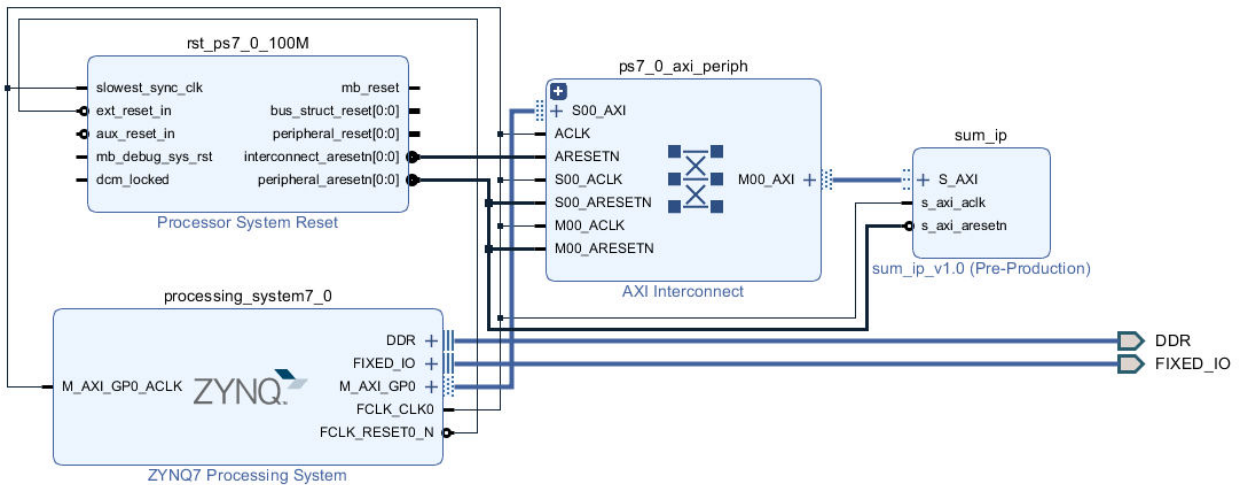 rst_ps7_0_100M
slowest_sync_clk
ext_reset_in
aux_reset_in
mb_debug_sys_rst
dcm_locked
mb_reset
bus_struct_reset[0:0]
peripheral_reset[0:0]
interconnect_aresetn[0:0]
peripheral_aresetn[0:0]
Processor System Reset
ps7_0_axi_periph
S00_AXI
ACLK
ARESETN
S00_ACLK
S00_ARESETN
M00_ACLK
M00_ARESETN
M00_AXI
AXI Interconnect
sum_ip
S_AXI
s_axi_aclk
s_axi_aresetn
sum_ip_v1.0 (Pre-Production)
processing_system7_0
M_AXI_GP0_ACLK
ZYNQ
DDR
FIXED_IO
M_AXI_GP0
FCLK_CLK0
FCLK_RESET0_N
ZYNQ7 Processing System
DDR
FIXED_IO